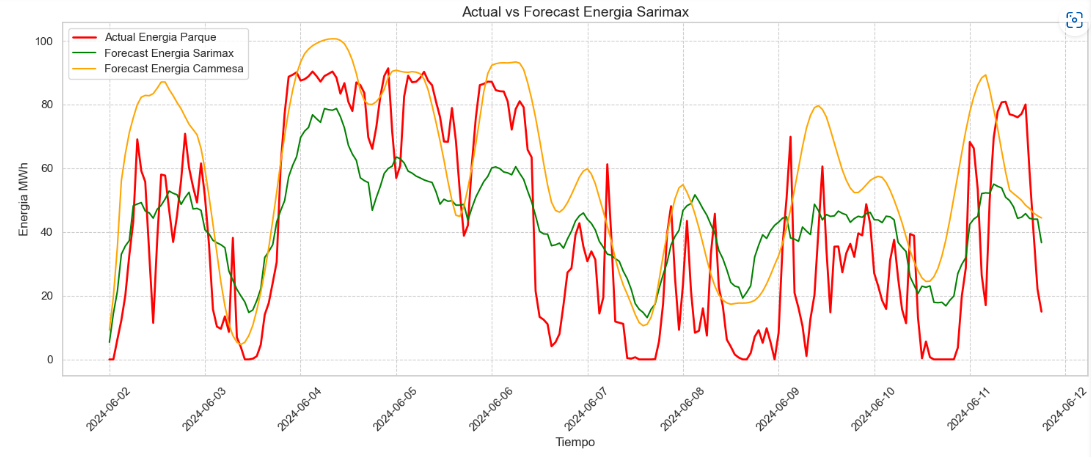 Actual vs Forecast Energia Sarimax
Actual Energia Parque
Forecast Energia Sarimax
Forecast Energia Cammesa
Energia MWh
100
80
60
40
20
0
2024-06-02
2024-06-03
2024-06-04
2024-06-05
2024-06-06
2024-06-07
2024-06-08
2024-06-09
2024-06-10
2024-06-11
2024-06-12
Tiempo